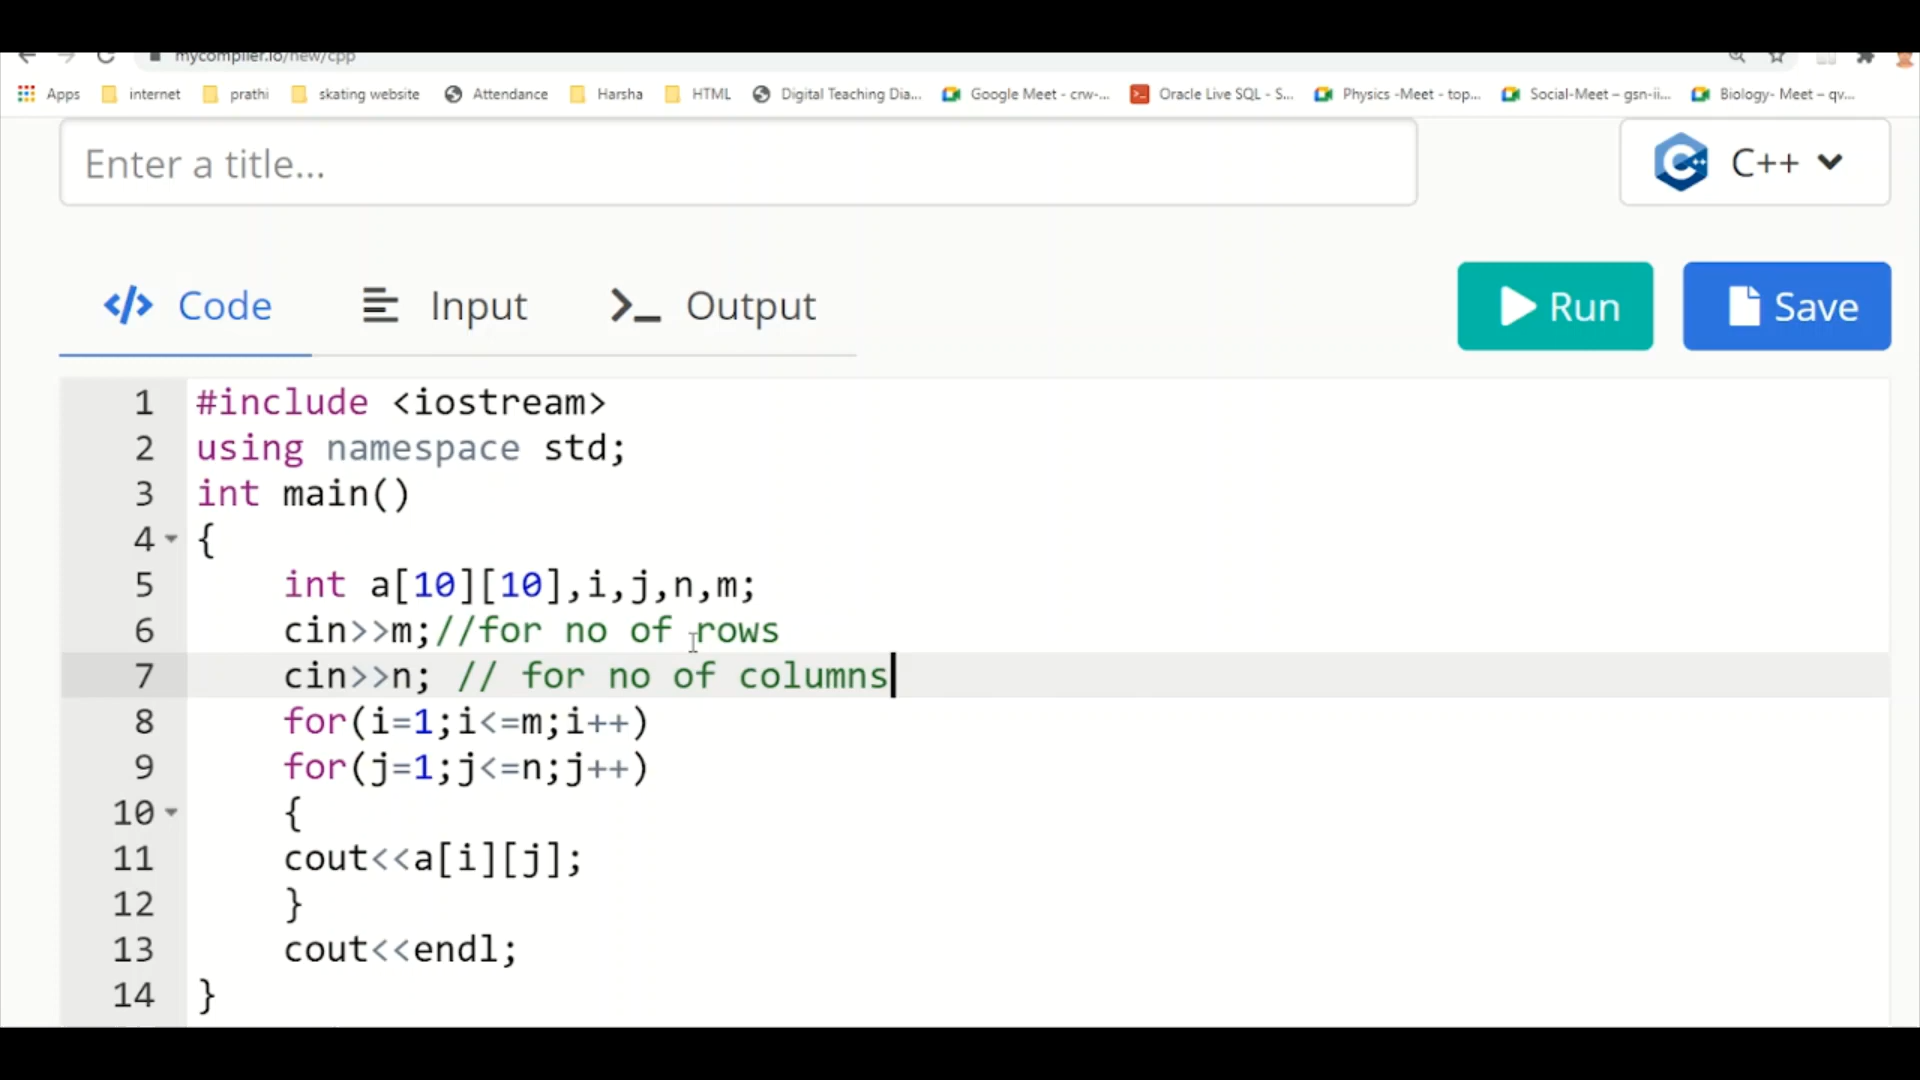 mycompiler.io/new/cpp
Apps internet prathi skating website Attendance Harsha HTML Digital Teaching Dia... Google Meet - crw-... Oracle Live SQL - S... Physics -Meet - top... Social-Meet – gsn-ii... Biology- Meet – qv...
Enter a title...
C++
</> Code Input >_ Output Run Save
1 #include <iostream>
2 using namespace std;
3 int main()
4 {
5 int a[10][10],i,j,n,m;
6 cin>>m;//for no of rows
7 cin>>n; // for no of columns
8 for(i=1;i<=m;i++)
9 for(j=1;j<=n;j++)
10 {
11 cout<<a[i][j];
12 }
13 cout<<endl;
14 }